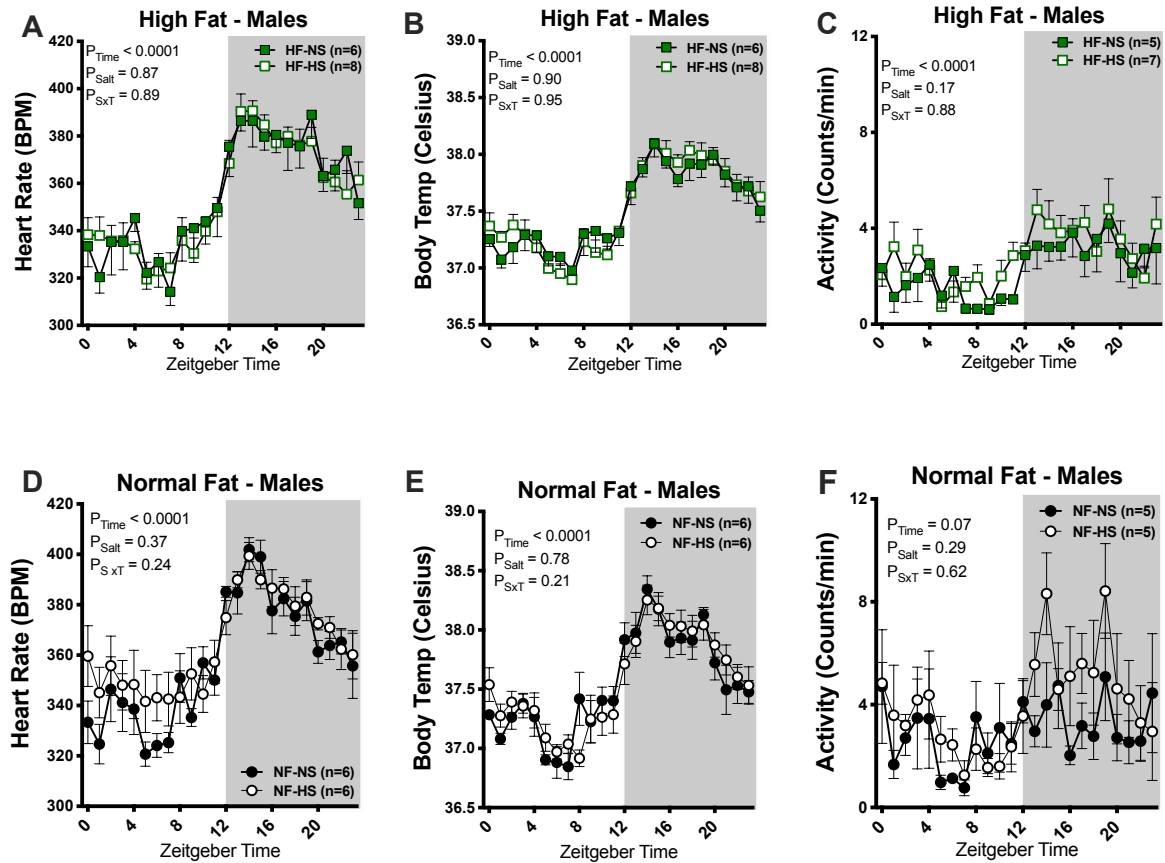 A
High Fat - Males
P_Time < 0.0001
P_Salt = 0.87
P_SxT = 0.89
HF-NS (n=6)
HF-HS (n=8)
Heart Rate (BPM)
420
400
380
360
340
320
300
0 4 8 12 16 20
Zeitgeber Time
B
High Fat - Males
P_Time < 0.0001
P_Salt = 0.90
P_SxT = 0.95
HF-NS (n=6)
HF-HS (n=8)
Body Temp (Celsius)
39.0
38.5
38.0
37.5
37.0
36.5
0 4 8 12 16 20
Zeitgeber Time
C
High Fat - Males
P_Time < 0.0001
P_Salt = 0.17
P_SxT = 0.88
HF-NS (n=5)
HF-HS (n=7)
Activity (Counts/min)
12
8
4
0
0 4 8 12 16 20
Zeitgeber Time
D
Normal Fat - Males
P_Time < 0.0001
P_Salt = 0.37
P_S xT = 0.24
NF-NS (n=6)
NF-HS (n=6)
Heart Rate (BPM)
420
400
380
360
340
320
300
0 4 8 12 16 20
Zeitgeber Time
E
Normal Fat - Males
P_Time < 0.0001
P_Salt = 0.78
P_SxT = 0.21
NF-NS (n=6)
NF-HS (n=6)
Body Temp (Celsius)
39.0
38.5
38.0
37.5
37.0
36.5
0 4 8 12 16 20
Zeitgeber Time
F
Normal Fat - Males
P_Time = 0.07
P_Salt = 0.29
P_SxT = 0.62
NF-NS (n=5)
NF-HS (n=5)
Activity (Counts/min)
12
8
4
0
0 4 8 12 16 20
Zeitgeber Time